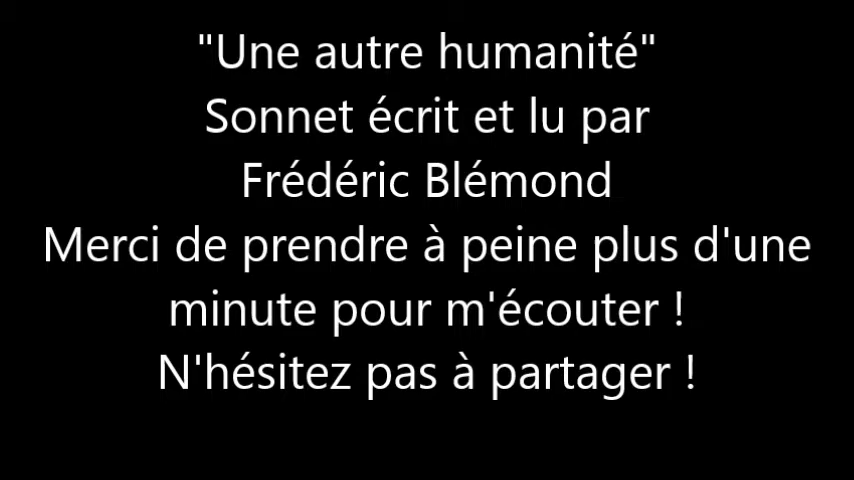 "Une autre humanité"
Sonnet écrit et lu par
Frédéric Blémond
Merci de prendre à peine plus d'une
minute pour m'écouter !
N'hésitez pas à partager !